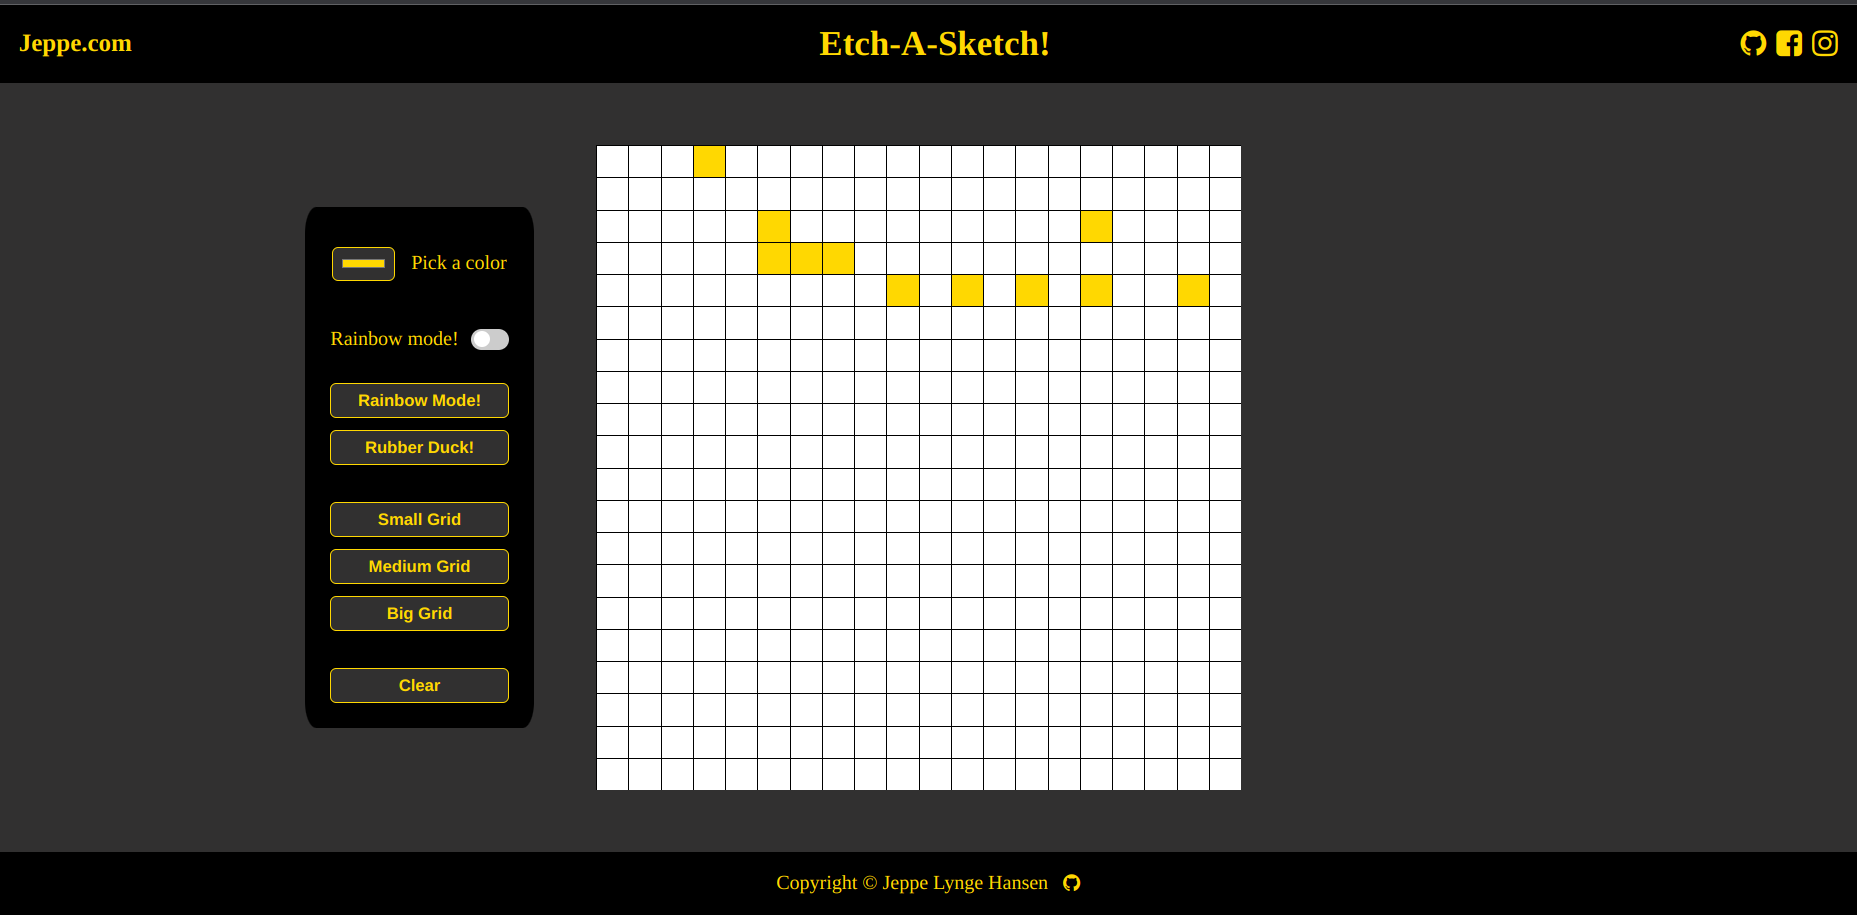 Jeppe.com
Etch-A-Sketch!
Pick a color
Rainbow mode!
Rainbow Mode!
Rubber Duck!
Small Grid
Medium Grid
Big Grid
Clear
Copyright © Jeppe Lynge Hansen